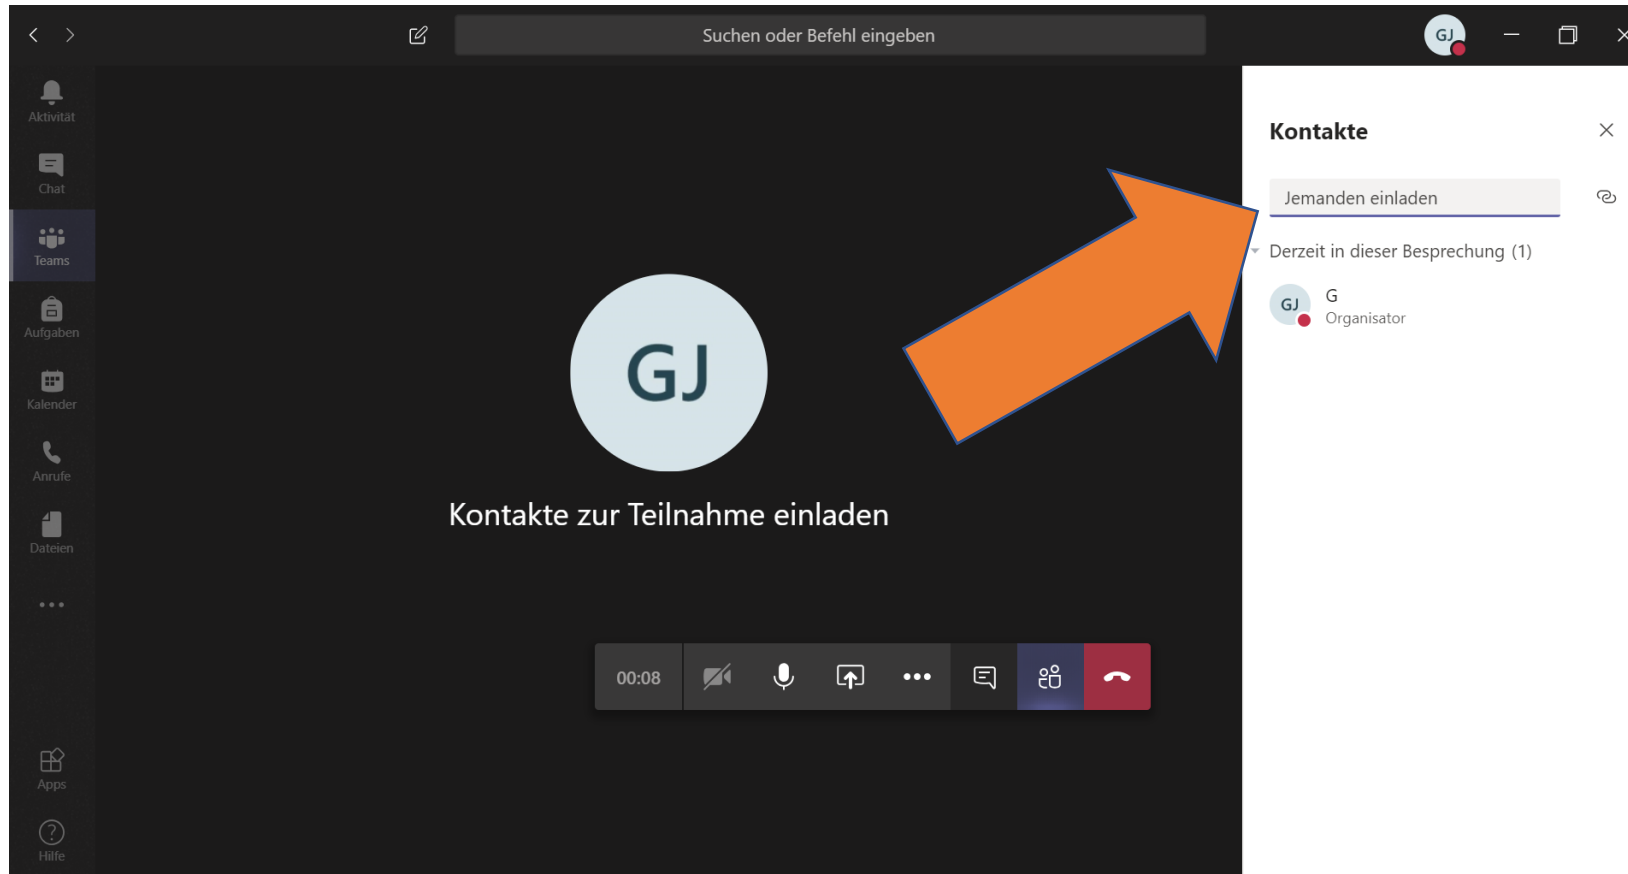 Suchen oder Befehl eingeben
GJ
Aktivität
Chat
Teams
Aufgaben
Kalender
Anrufe
Dateien
Apps
Hilfe
GJ
Kontakte zur Teilnahme einladen
00:08
Kontakte
Jemanden einladen
Derzeit in dieser Besprechung (1)
GJ
G
Organisator